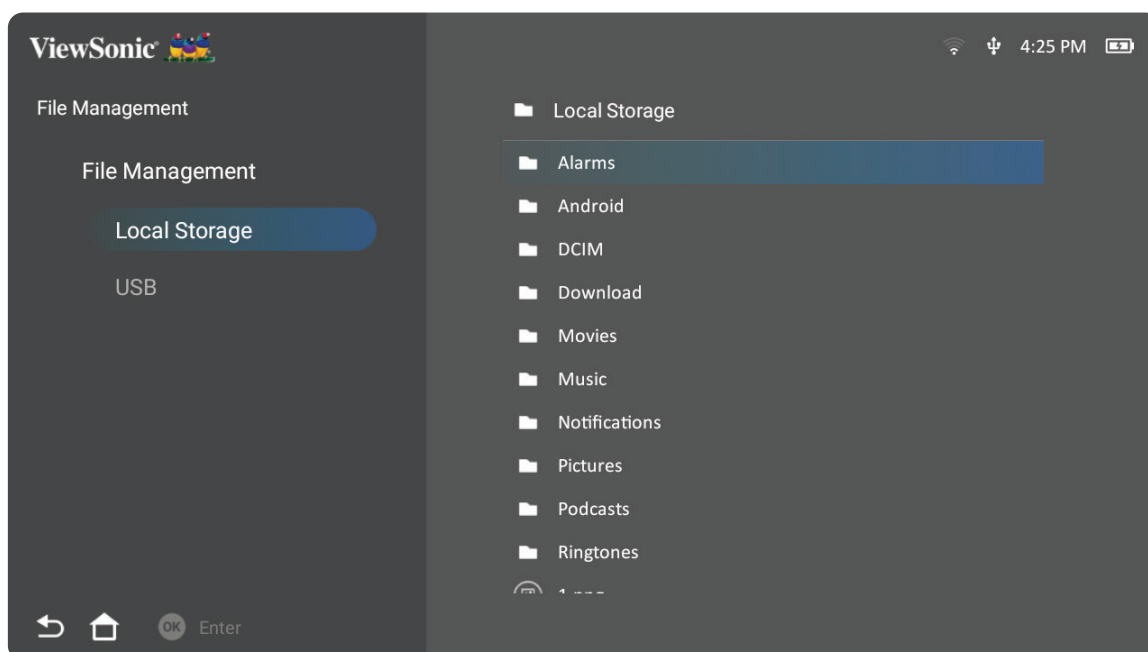 ViewSonic
4:25 PM
File Management
File Management
Local Storage
USB
OK Enter
Local Storage
Alarms
Android
DCIM
Download
Movies
Music
Notifications
Pictures
Podcasts
Ringtones